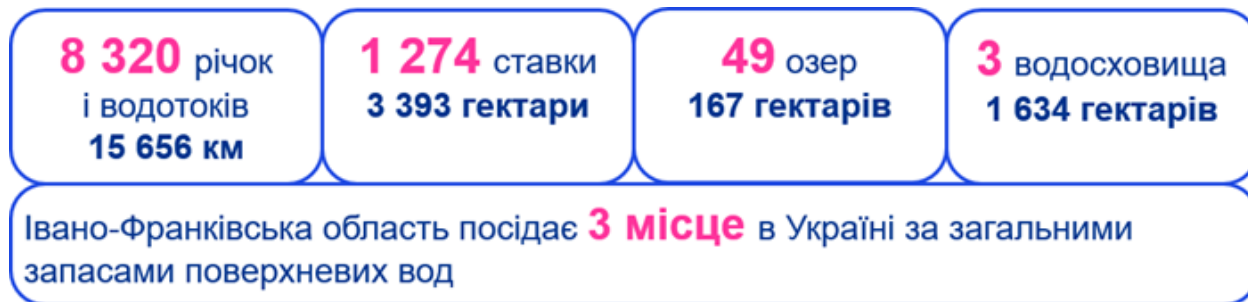 8 320 річок
і водотоків
15 656 км
1 274 ставки
3 393 гектари
49 озер
167 гектарів
3 водосховища
1 634 гектарів
Івано-Франківська область посідає 3 місце в Україні за загальними
запасами поверхневих вод